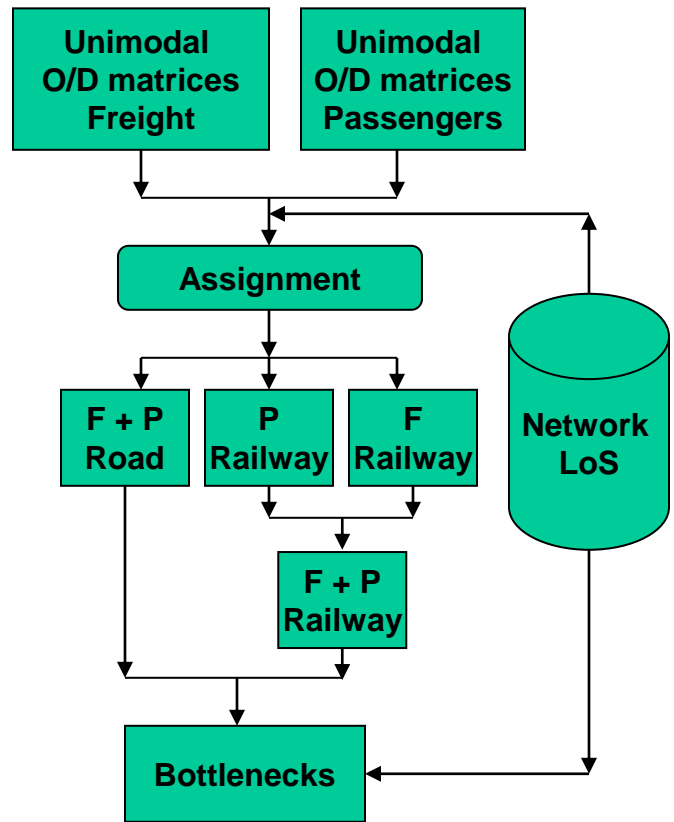 Unimodal
O/D matrices
Freight
Unimodal
O/D matrices
Passengers
Assignment
F + P
Road
P
Railway
F
Railway
Network
LoS
F + P
Railway
Bottlenecks